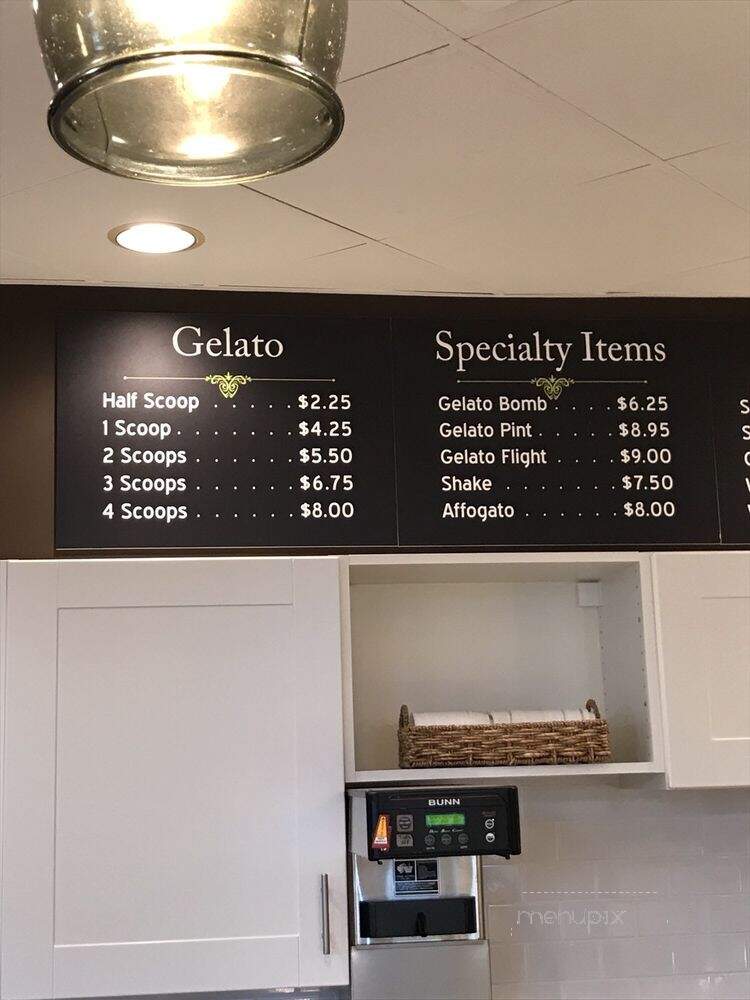 Gelato
Half Scoop . . . . . $2.25
1 Scoop . . . . . . . $4.25
2 Scoops . . . . . . $5.50
3 Scoops . . . . . . $6.75
4 Scoops . . . . . . $8.00
Specialty Items
Gelato Bomb . . . . $6.25
Gelato Pint . . . . . $8.95
Gelato Flight . . . . $9.00
Shake . . . . . . . $7.50
Affogato . . . . . . $8.00
BUNN
menupix